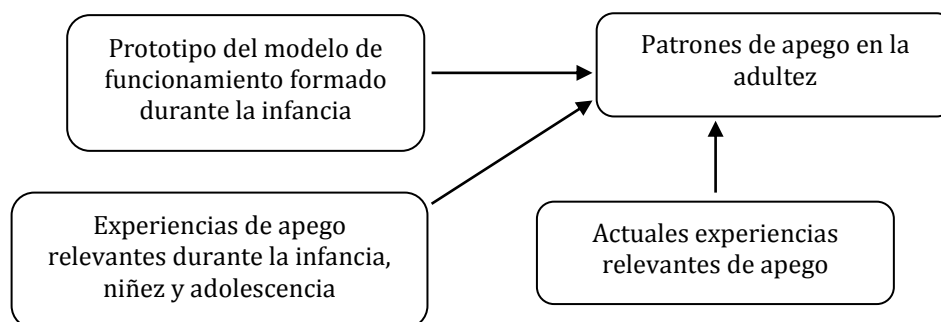 Prototipo del modelo de
funcionamiento formado
durante la infancia
Patrones de apego en la
adultez
Experiencias de apego
relevantes durante la infancia,
niñez y adolescencia
Actuales experiencias
relevantes de apego